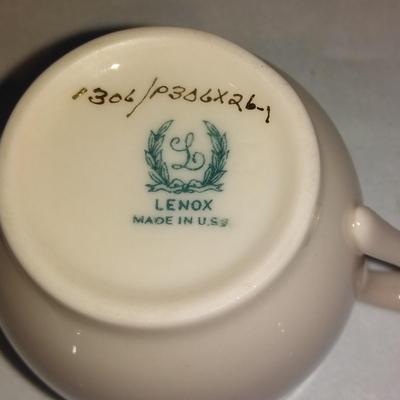 P306/P306X26-1
L
LENOX
MADE IN U.S.